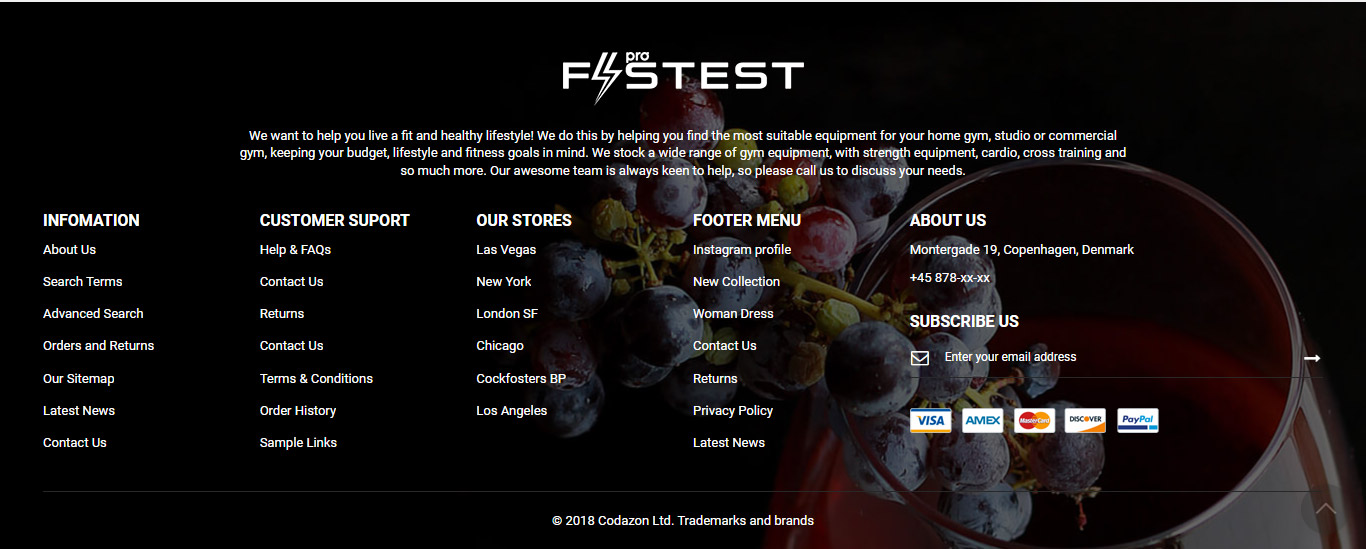 pro
FASTEST
We want to help you live a fit and healthy lifestyle! We do this by helping you find the most suitable equipment for your home gym, studio or commercial
gym, keeping your budget, lifestyle and fitness goals in mind. We stock a wide range of gym equipment, with strength equipment, cardio, cross training and
so much more. Our awesome team is always keen to help, so please call us to discuss your needs.
INFOMATION
About Us
Search Terms
Advanced Search
Orders and Returns
Our Sitemap
Latest News
Contact Us
CUSTOMER SUPORT
Help & FAQs
Contact Us
Returns
Contact Us
Terms & Conditions
Order History
Sample Links
OUR STORES
Las Vegas
New York
London SF
Chicago
Cockfosters BP
Los Angeles
FOOTER MENU
Instagram profile
New Collection
Woman Dress
Contact Us
Returns
Privacy Policy
Latest News
ABOUT US
Montergade 19, Copenhagen, Denmark
+45 878-xx-xx
SUBSCRIBE US
Enter your email address
VISA AMEX MasterCard DISCOVER PayPal
© 2018 Codazon Ltd. Trademarks and brands